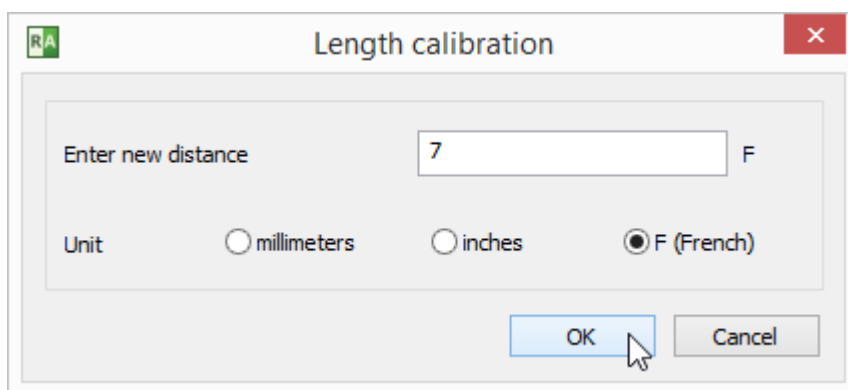 RA Length calibration ×
Enter new distance 7 F
Unit millimeters inches F (French)
OK Cancel